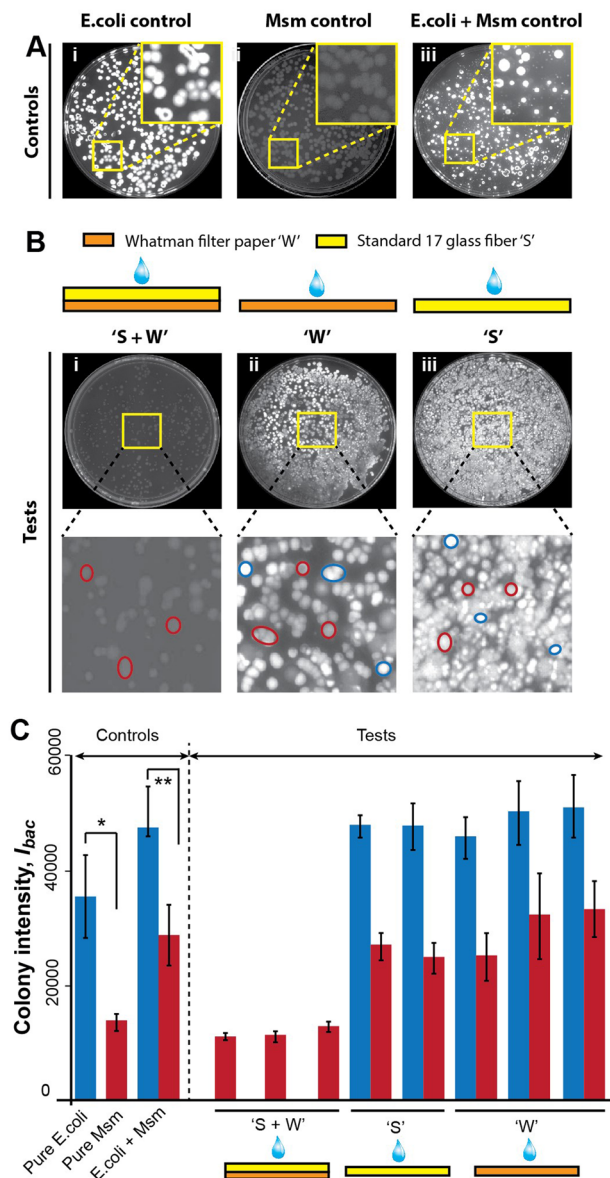 E.coli control
Msm control
E.coli + Msm control
A
i
i
iii
Controls
B
Whatman filter paper ‘W’
Standard 17 glass fiber ‘S’
‘S + W’
‘W’
‘S’
i
ii
iii
Tests
C
Controls
Tests
60000
40000
20000
0
Colony intensity, Ibac
*
**
Pure E.coli
Pure Msm
E.coli + Msm
‘S + W’
‘S’
‘W’